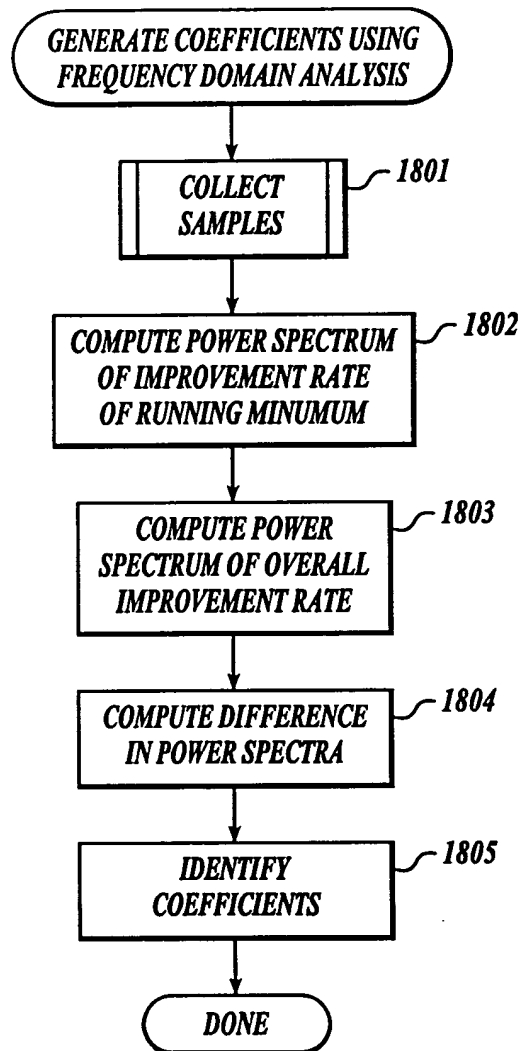 GENERATE COEFFICIENTS USING
FREQUENCY DOMAIN ANALYSIS
1801
COLLECT
SAMPLES
1802
COMPUTE POWER SPECTRUM
OF IMPROVEMENT RATE
OF RUNNING MINUMUM
1803
COMPUTE POWER
SPECTRUM OF OVERALL
IMPROVEMENT RATE
1804
COMPUTE DIFFERENCE
IN POWER SPECTRA
1805
IDENTIFY
COEFFICIENTS
DONE